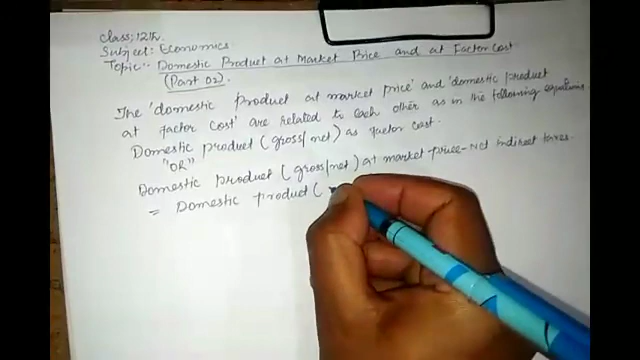 Class; 12th.
Subject: Economics
Topic:- Domestic Product at Market Price and at Factor Cost
(Part 02).
The 'domestic product at market price' and 'domestic product
at factor cost' are related to each other as in the following equations.
Domestic product (gross/net) as factor cost.
"OR"
Domestic product (gross/net) at market price - Net indirect taxes.
= Domestic product (